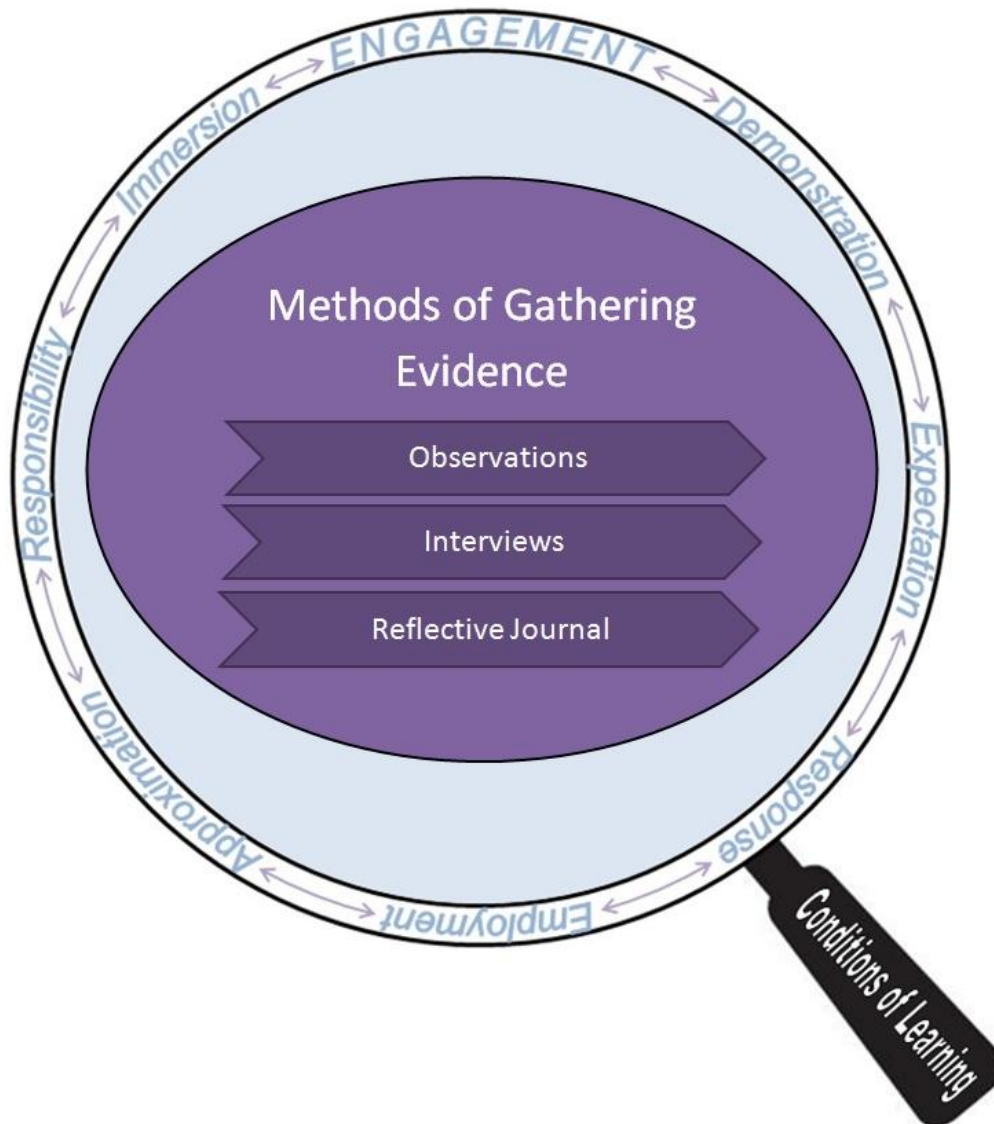 ENGAGEMENT
Demonstration
Expectation
Response
Employment
Approximation
Responsibility
Immersion
Methods of Gathering
Evidence
Observations
Interviews
Reflective Journal
Conditions of Learning